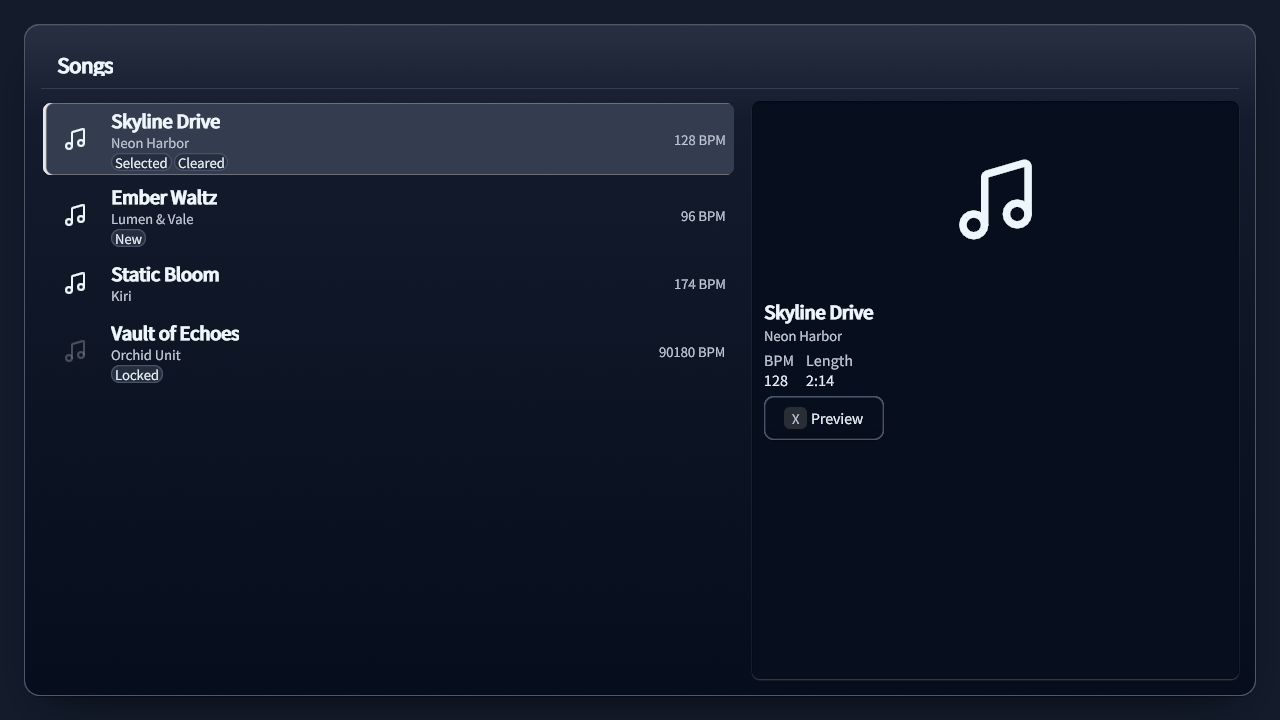 Songs
Skyline Drive
Neon Harbor
128 BPM
Selected Cleared
Ember Waltz
Lumen & Vale
96 BPM
New
Static Bloom
Kiri
174 BPM
Vault of Echoes
Orchid Unit
90180 BPM
Locked
Skyline Drive
Neon Harbor
BPM Length
128 2:14
X Preview